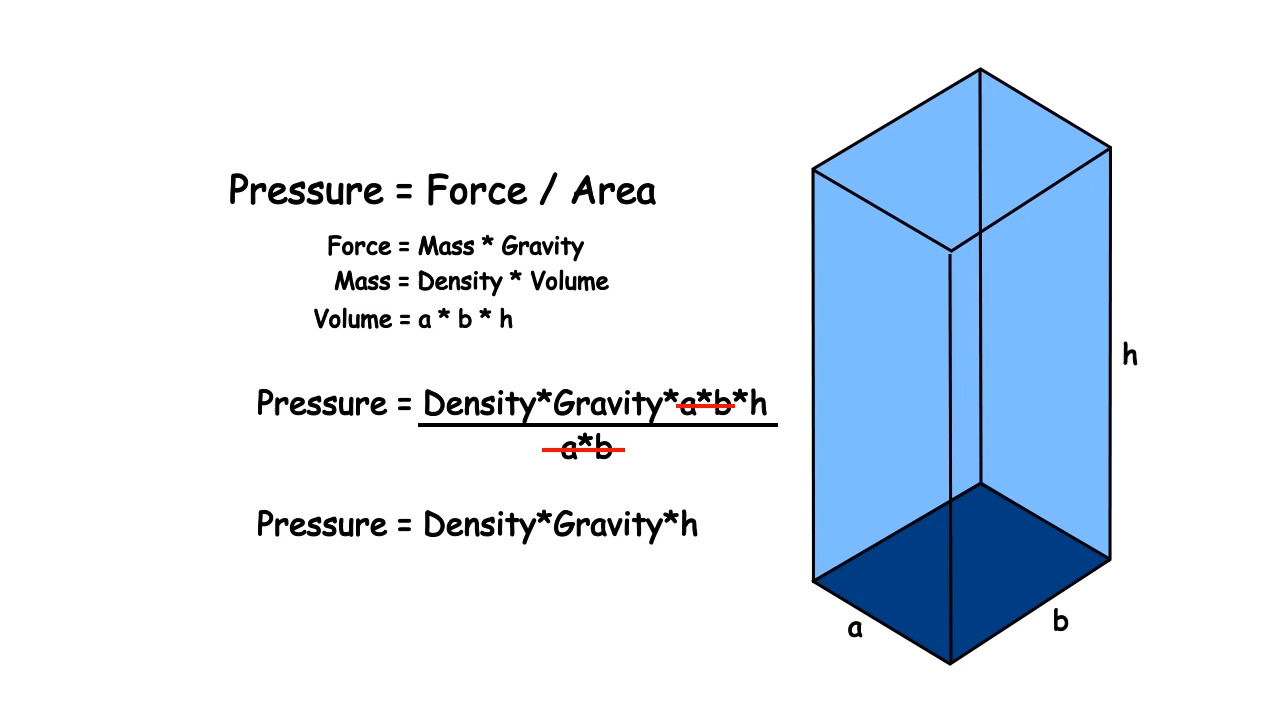 Pressure = Force / Area
Force = Mass * Gravity
Mass = Density * Volume
Volume = a * b * h
Pressure = Density*Gravity*a*b*h
a*b
Pressure = Density*Gravity*h
h
a
b